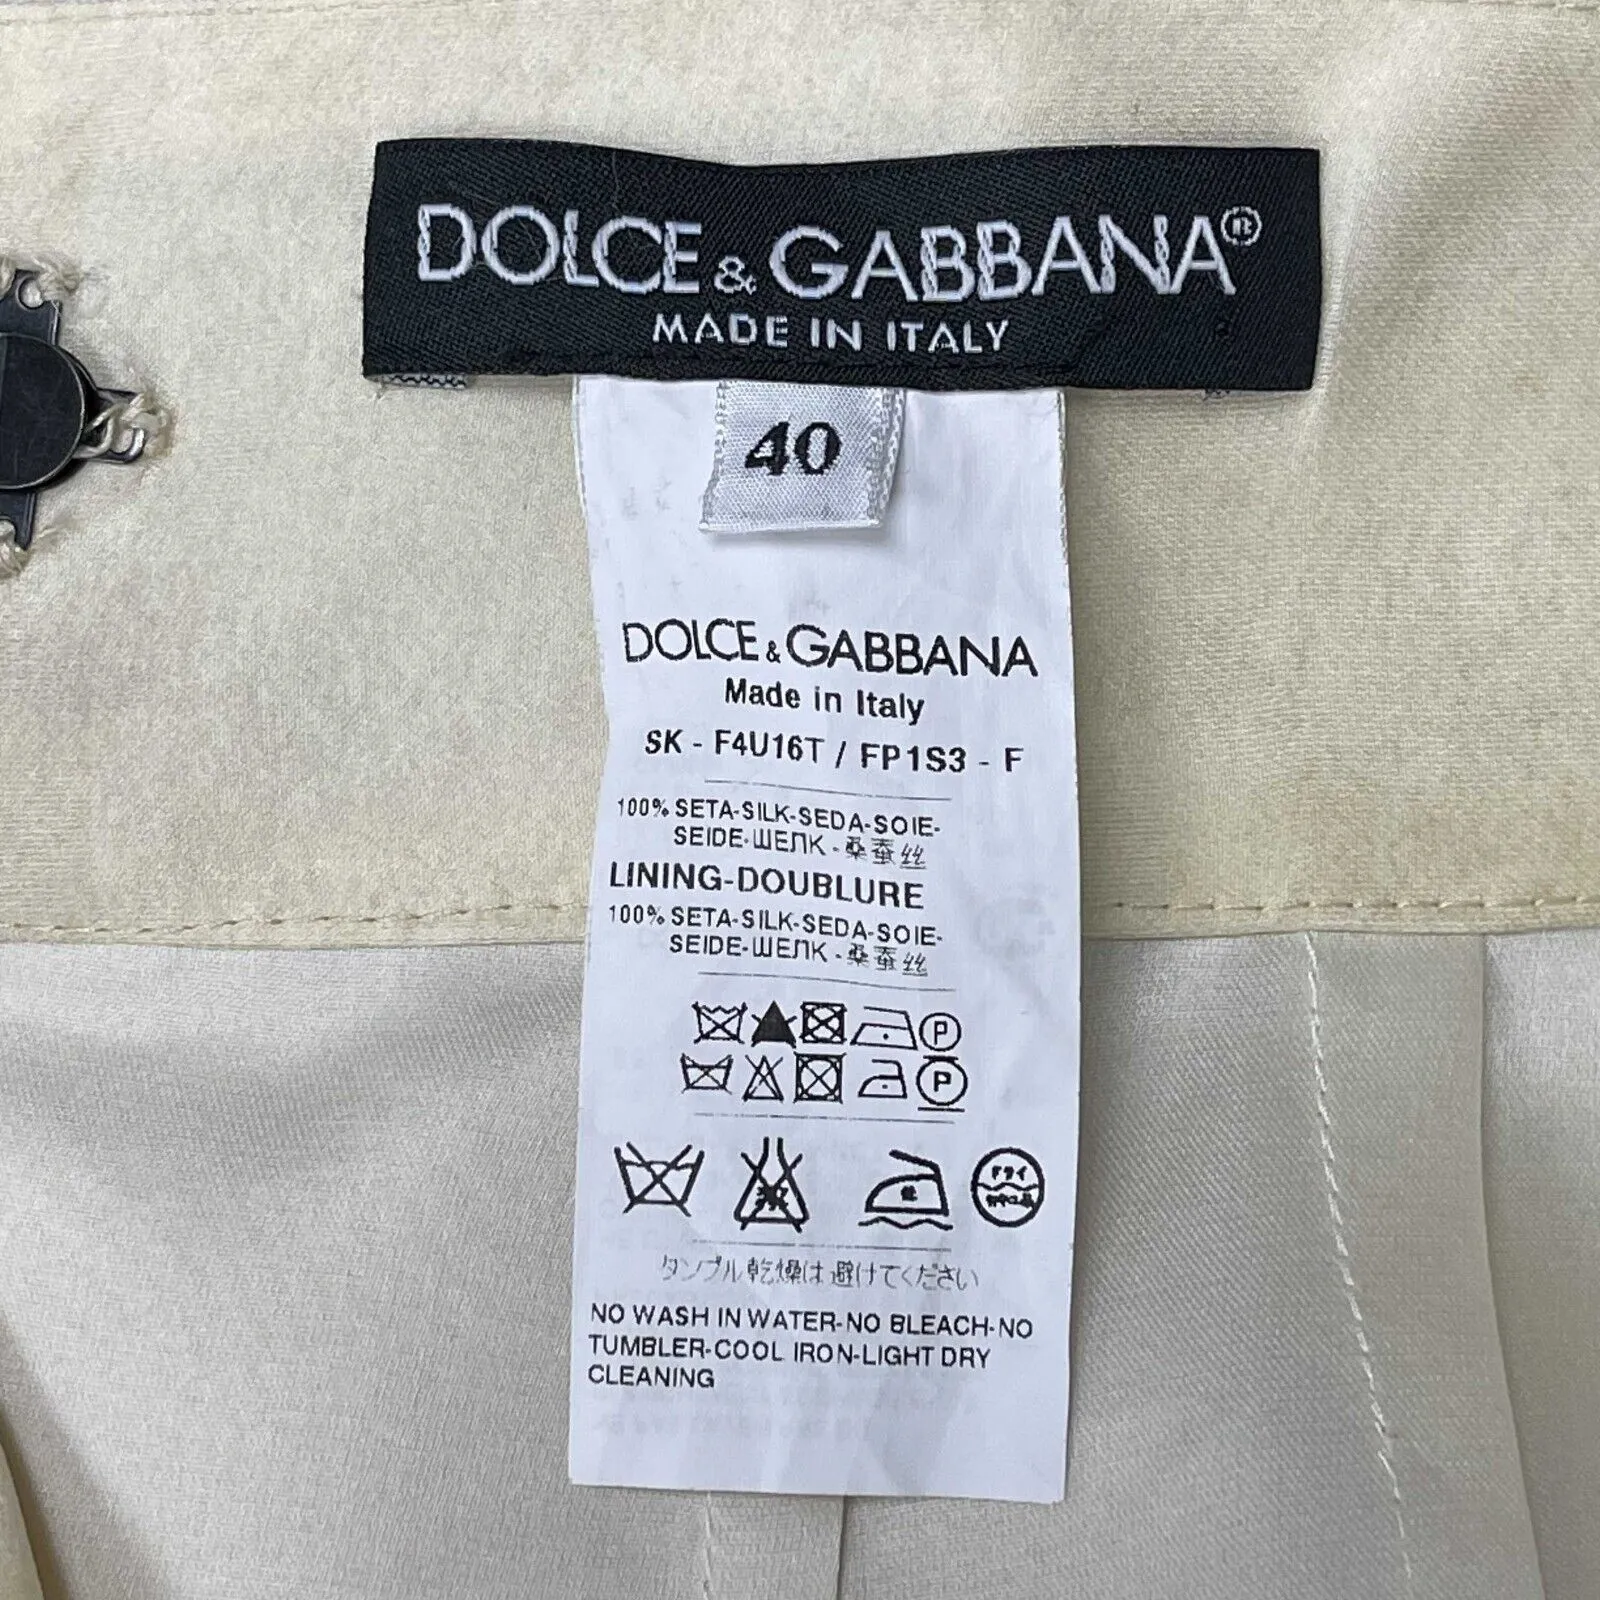 DOLCE & GABBANA®
MADE IN ITALY
40
DOLCE & GABBANA
Made in Italy
SK - F4U16T / FP1S3 - F
100% SETA-SILK-SEDA-SOIE-
SEIDE-ШЕЛК - 桑蚕丝
LINING-DOUBLURE
100% SETA-SILK-SEDA-SOIE-
SEIDE-ШЕЛК - 桑蚕丝
P
P
ドライ
タンブル乾燥は避けてください
NO WASH IN WATER-NO BLEACH-NO
TUMBLER-COOL IRON-LIGHT DRY
CLEANING